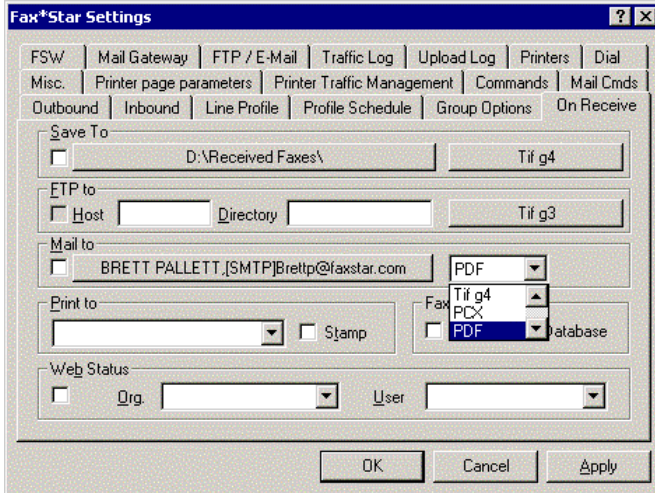 Fax*Star Settings
FSW Mail Gateway FTP / E-Mail Traffic Log Upload Log Printers Dial
Misc. Printer page parameters Printer Traffic Management Commands Mail Cmds
Outbound Inbound Line Profile Profile Schedule Group Options On Receive
Save To
D:\Received Faxes\ Tif g4
FTP to
Host Directory Tif g3
Mail to
BRETT PALLETT,[SMTP]Brettp@faxstar.com PDF
Tif g4
PCX
PDF
Print to Fax
Stamp atabase
Web Status
Org. User
OK Cancel Apply